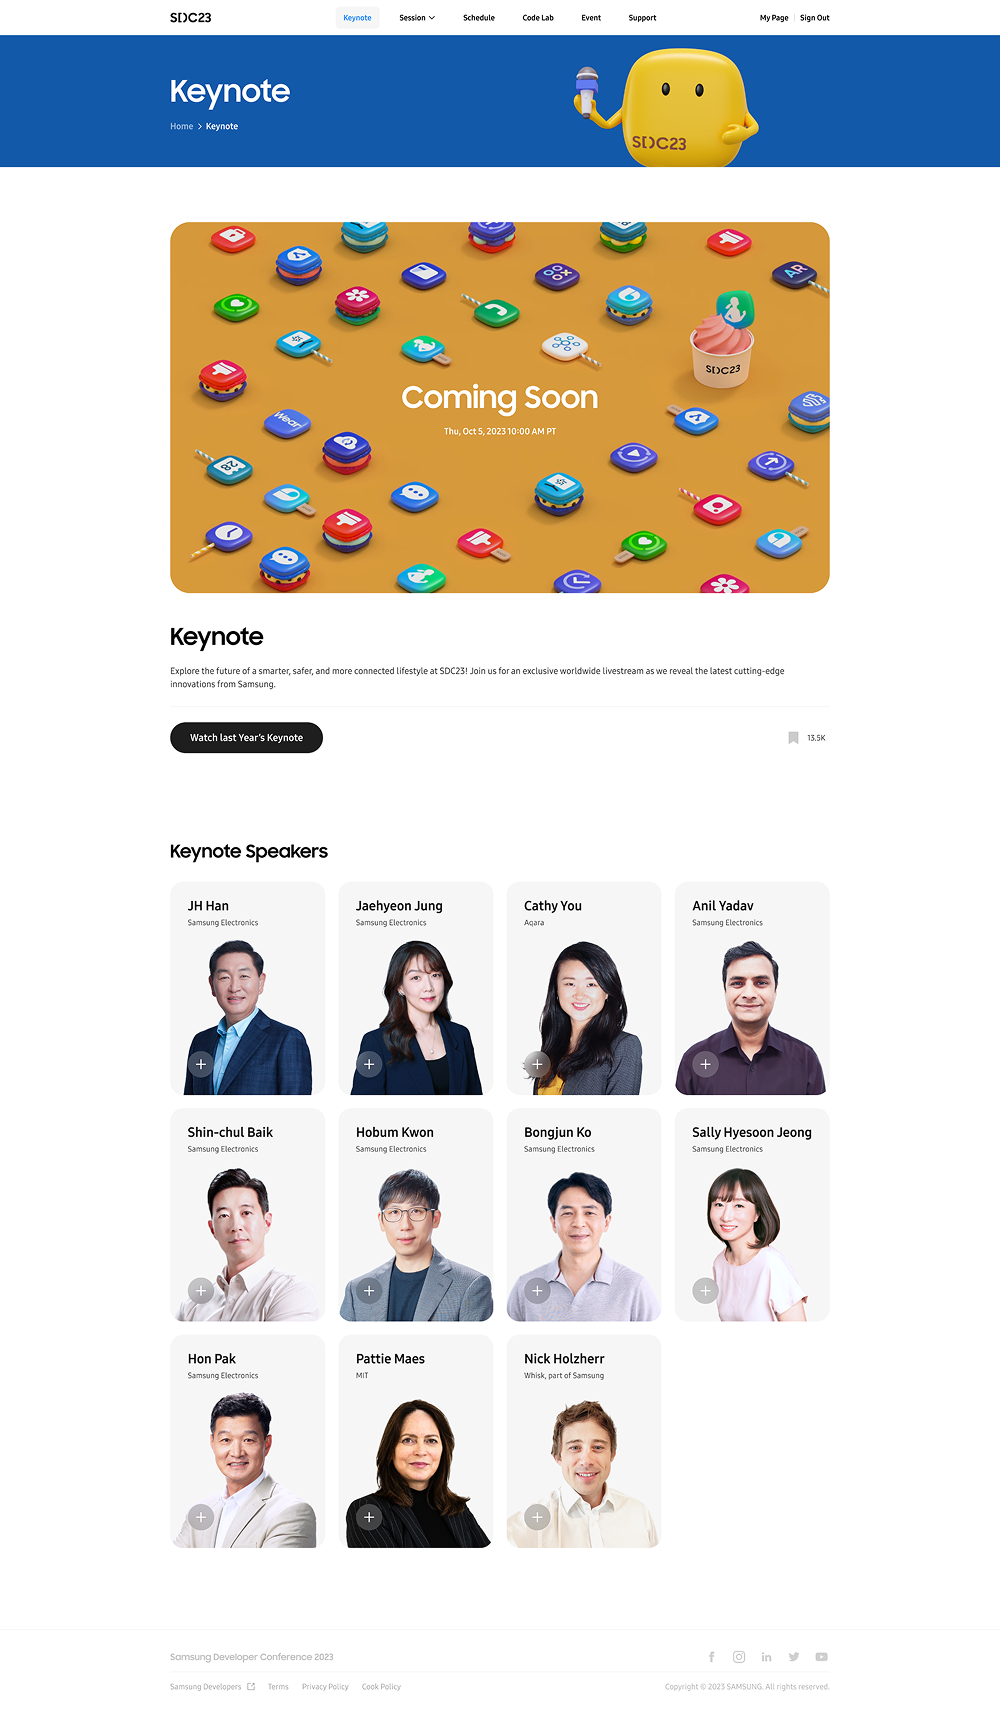 SDC23
Keynote Session Schedule Code Lab Event Support
My Page Sign Out
Keynote
Home > Keynote
SDC23
AR
SDC23
Wear
28
Coming Soon
Thu, Oct 5, 2023 10:00 AM PT
Keynote
Explore the future of a smarter, safer, and more connected lifestyle at SDC23! Join us for an exclusive worldwide livestream as we reveal the latest cutting-edge
innovations from Samsung.
Watch last Year's Keynote
13.5K
Keynote Speakers
JH Han
Samsung Electronics
Jaehyeon Jung
Samsung Electronics
Cathy You
Aqara
Anil Yadav
Samsung Electronics
Shin-chul Baik
Samsung Electronics
Hobum Kwon
Samsung Electronics
Bongjun Ko
Samsung Electronics
Sally Hyesoon Jeong
Samsung Electronics
Hon Pak
Samsung Electronics
Pattie Maes
MIT
Nick Holzherr
Whisk, part of Samsung
Samsung Developer Conference 2023
Samsung Developers Terms Privacy Policy Cook Policy
Copyright © 2023 SAMSUNG. All rights reserved.